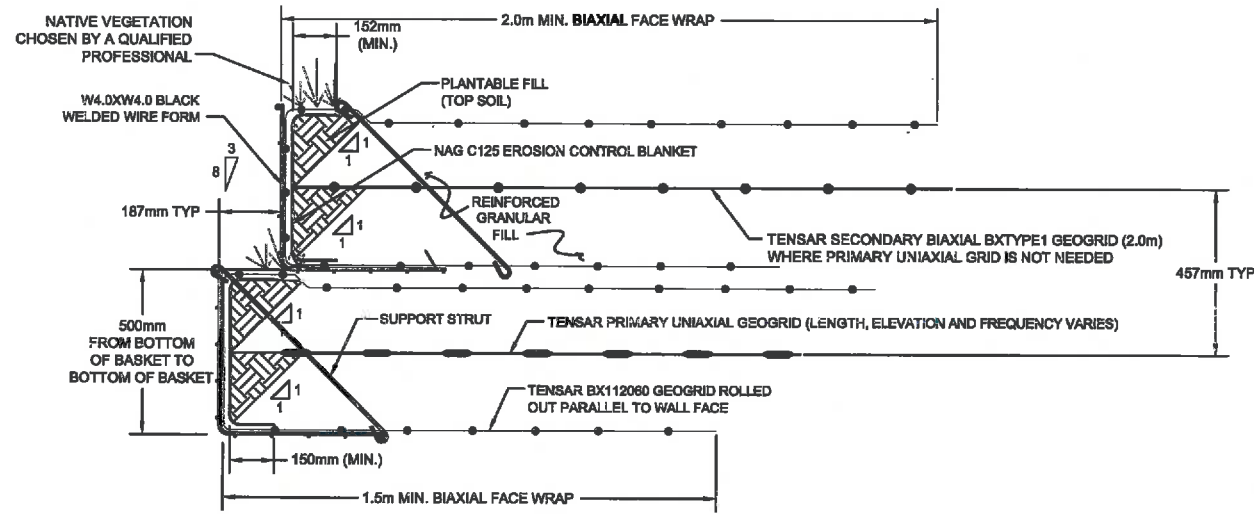 2.0m MIN. BIAXIAL FACE WRAP
NATIVE VEGETATION
CHOSEN BY A QUALIFIED
PROFESSIONAL
152mm
(MIN.)
PLANTABLE FILL
(TOP SOIL)
W4.0XW4.0 BLACK
WELDED WIRE FORM
1
1
NAG C125 EROSION CONTROL BLANKET
3
8
187mm TYP
REINFORCED
GRANULAR
FILL
1
1
TENSAR SECONDARY BIAXIAL BXTYPE1 GEOGRID (2.0m)
WHERE PRIMARY UNIAXIAL GRID IS NOT NEEDED
457mm TYP
1
1
500mm
FROM BOTTOM
OF BASKET TO
BOTTOM OF BASKET
SUPPORT STRUT
TENSAR PRIMARY UNIAXIAL GEOGRID (LENGTH, ELEVATION AND FREQUENCY VARIES)
1
1
TENSAR BX112060 GEOGRID ROLLED
OUT PARALLEL TO WALL FACE
150mm (MIN.)
1.5m MIN. BIAXIAL FACE WRAP